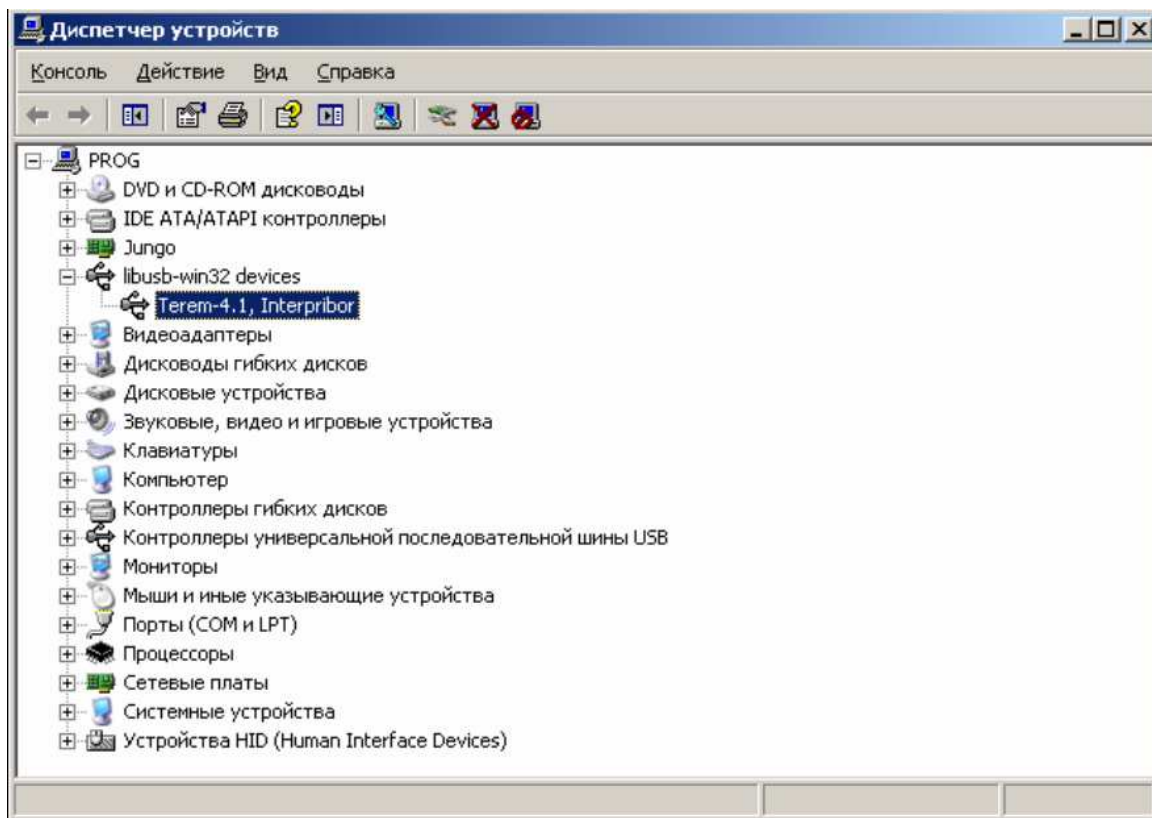 Диспетчер устройств
Консоль Действие Вид Справка
PROG
DVD и CD-ROM дисководы
IDE ATA/ATAPI контроллеры
Jungo
libusb-win32 devices
Terem-4.1, Interpribor
Видеоадаптеры
Дисководы гибких дисков
Дисковые устройства
Звуковые, видео и игровые устройства
Клавиатуры
Компьютер
Контроллеры гибких дисков
Контроллеры универсальной последовательной шины USB
Мониторы
Мыши и иные указывающие устройства
Порты (COM и LPT)
Процессоры
Сетевые платы
Системные устройства
Устройства HID (Human Interface Devices)